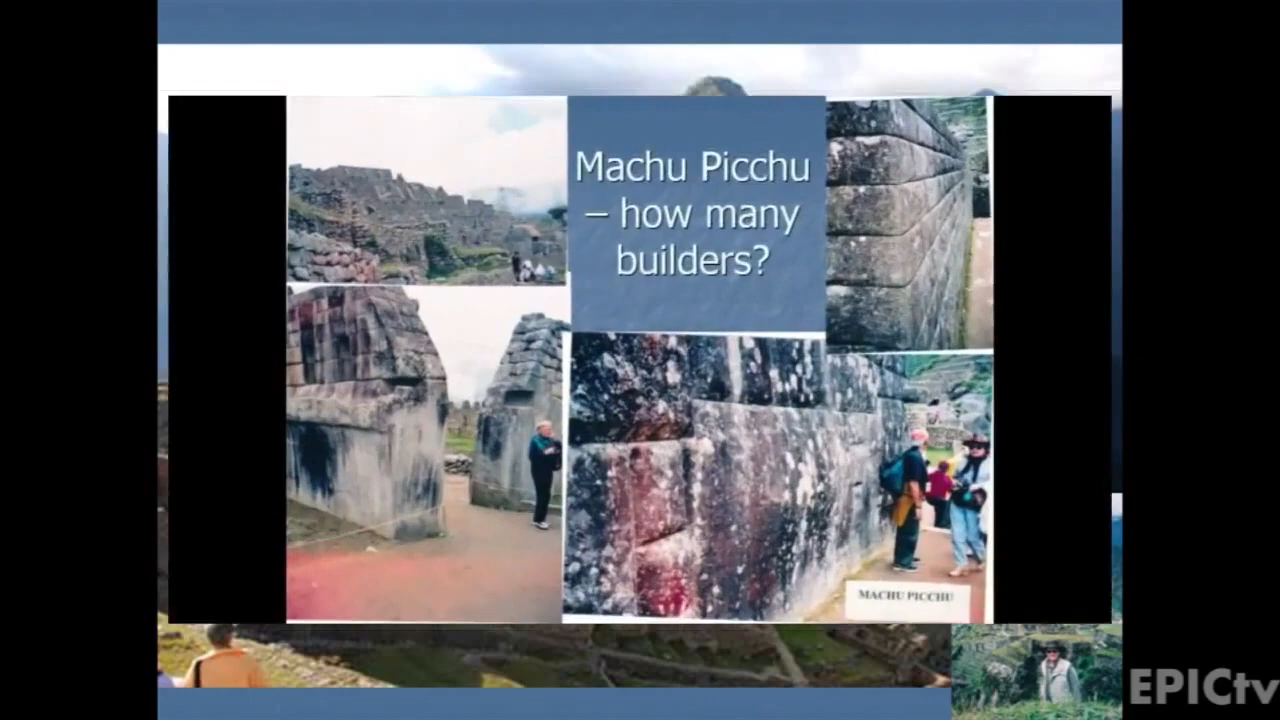 Machu Picchu
– how many
builders?
MACHU PICCHU
EPICtv